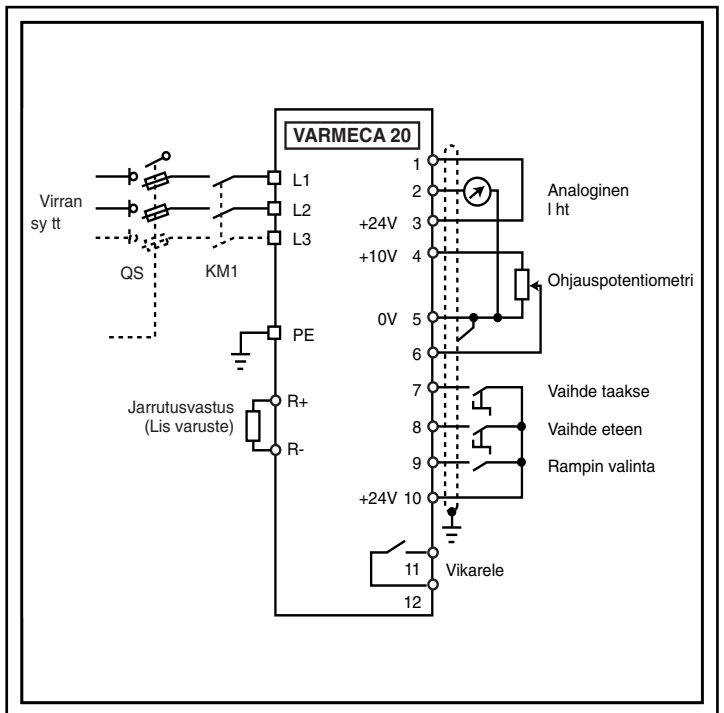 VARMECA 20
Virran
sy tt
L1
L2
L3
QS
KM1
PE
Jarrutusvastus
(Lis varuste)
R+
R-
1
2
+24V 3
+10V 4
0V 5
6
7
8
9
+24V 10
11
12
Analoginen
l ht
Ohjauspotentiometri
Vaihde taakse
Vaihde eteen
Rampin valinta
Vikarele